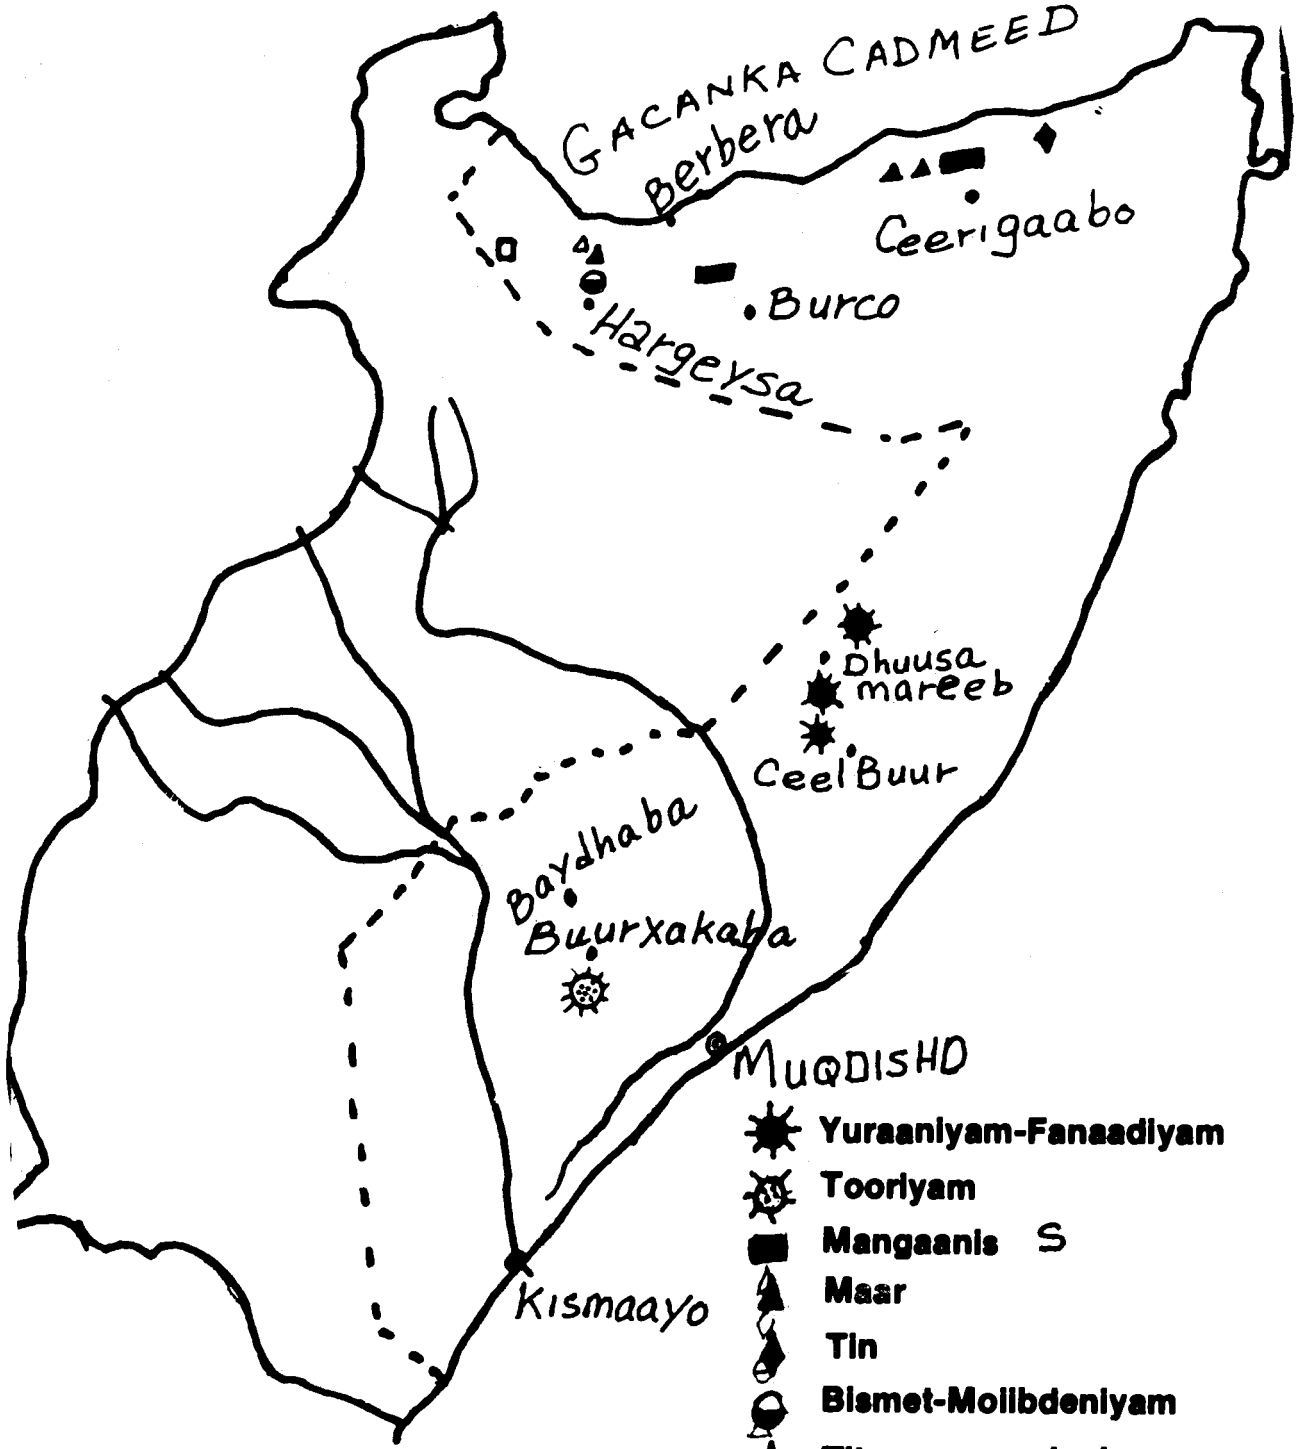 GACANKA CADMEED
Berbera
Ceerigaabo
Burco
Hargeysa
Dhuusa
mareeb
Ceel Buur
Baydhaba
Buurxakaba
MUQDISHO
Kismaayo
Yuraaniyam-Fanaadiyam
Tooriyam
Mangaanis S
Maar
Tin
Bismet-Moliibdeniyam